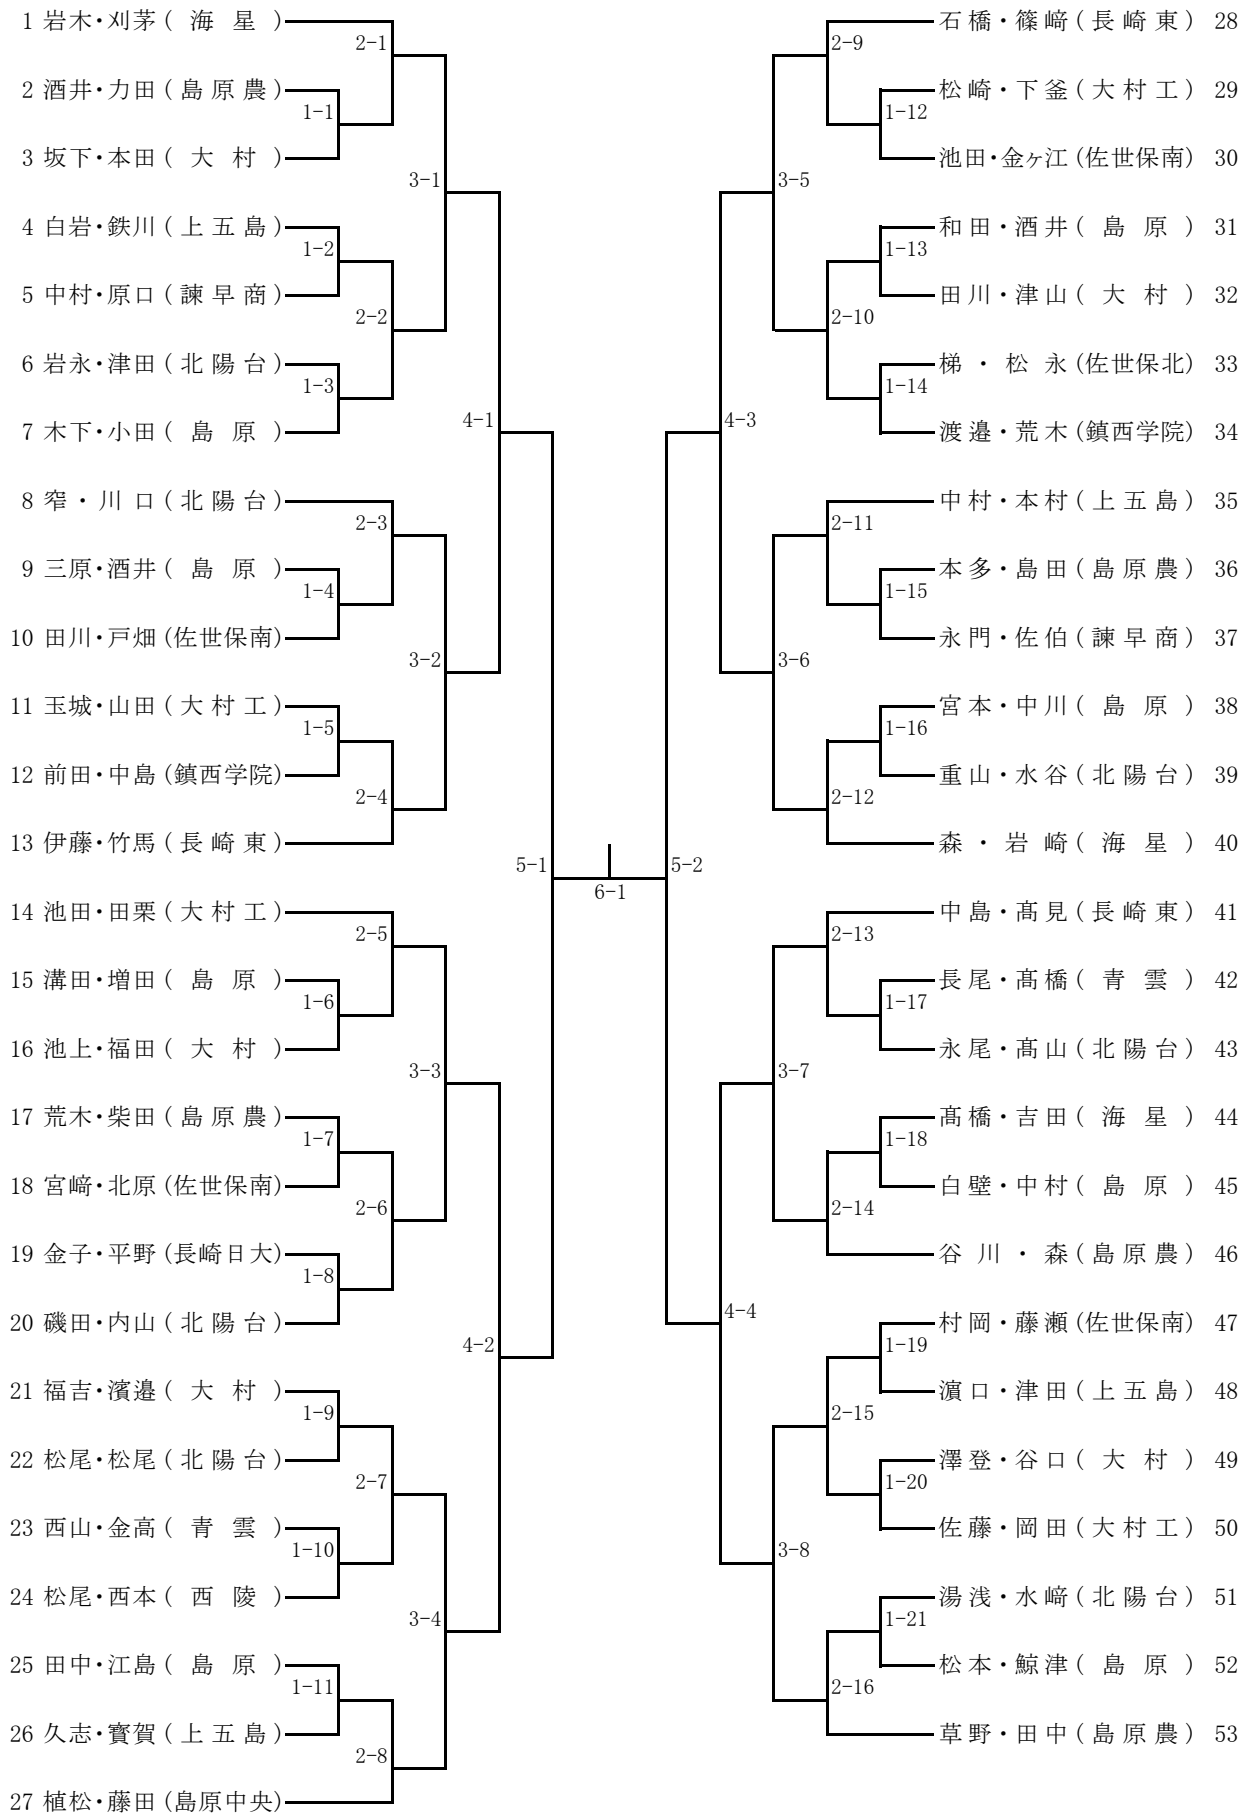 1 岩木・刈茅 ( 海 星 )
2-1
2 酒井・力田 ( 島 原 農 )
1-1
3 坂下・本田 ( 大 村 )
3-1
4 白岩・鉄川 ( 上 五 島 )
1-2
5 中村・原口 ( 諫 早 商 )
2-2
6 岩永・津田 ( 北 陽 台 )
1-3
7 木下・小田 ( 島 原 )
4-1
8 窄 ・ 川 口 ( 北 陽 台 )
2-3
9 三原・酒井 ( 島 原 )
1-4
10 田川・戸畑 (佐世保南)
3-2
11 玉城・山田 ( 大 村 工 )
1-5
12 前田・中島 (鎮西学院)
2-4
13 伊藤・竹馬 ( 長 崎 東 )
5-1
14 池田・田栗 ( 大 村 工 )
2-5
15 溝田・増田 ( 島 原 )
1-6
16 池上・福田 ( 大 村 )
3-3
17 荒木・柴田 ( 島 原 農 )
1-7
18 宮﨑・北原 (佐世保南)
2-6
19 金子・平野 (長崎日大)
1-8
20 磯田・内山 ( 北 陽 台 )
4-2
21 福吉・濱邉 ( 大 村 )
1-9
22 松尾・松尾 ( 北 陽 台 )
2-7
23 西山・金高 ( 青 雲 )
1-10
24 松尾・西本 ( 西 陵 )
3-4
25 田中・江島 ( 島 原 )
1-11
26 久志・寳賀 ( 上 五 島 )
2-8
27 植松・藤田 (島原中央)
6-1
石 橋 ・ 篠 﨑 ( 長 崎 東 ) 28
2-9
松 崎 ・ 下 釜 ( 大 村 工 ) 29
1-12
池田・金ヶ江 (佐世保南) 30
3-5
和 田 ・ 酒 井 ( 島 原 ) 31
1-13
田 川 ・ 津 山 ( 大 村 ) 32
2-10
梯 ・ 松 永 (佐世保北) 33
1-14
渡 邉 ・ 荒 木 (鎮西学院) 34
4-3
中 村 ・ 本 村 ( 上 五 島 ) 35
2-11
本 多 ・ 島 田 ( 島 原 農 ) 36
1-15
永 門 ・ 佐 伯 ( 諫 早 商 ) 37
3-6
宮 本 ・ 中 川 ( 島 原 ) 38
1-16
重 山 ・ 水 谷 ( 北 陽 台 ) 39
2-12
森 ・ 岩 崎 ( 海 星 ) 40
5-2
中 島 ・ 髙 見 ( 長 崎 東 ) 41
2-13
長 尾 ・ 髙 橋 ( 青 雲 ) 42
1-17
永 尾 ・ 髙 山 ( 北 陽 台 ) 43
3-7
髙 橋 ・ 吉 田 ( 海 星 ) 44
1-18
白 壁 ・ 中 村 ( 島 原 ) 45
2-14
谷 川 ・ 森 ( 島 原 農 ) 46
4-4
村 岡 ・ 藤 瀬 (佐世保南) 47
1-19
濵 口 ・ 津 田 ( 上 五 島 ) 48
2-15
澤 登 ・ 谷 口 ( 大 村 ) 49
1-20
佐 藤 ・ 岡 田 ( 大 村 工 ) 50
3-8
湯 浅 ・ 水 﨑 ( 北 陽 台 ) 51
1-21
松 本 ・ 鯨 津 ( 島 原 ) 52
2-16
草 野 ・ 田 中 ( 島 原 農 ) 53